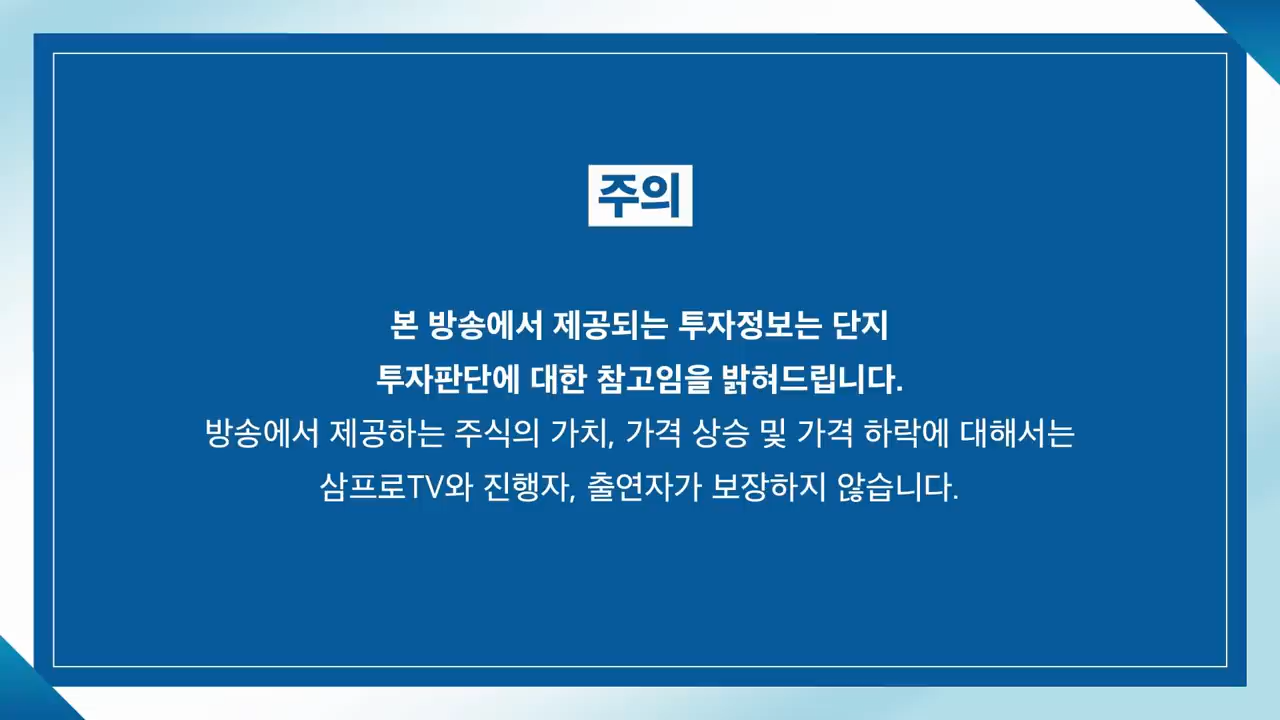 주의
본 방송에서 제공되는 투자정보는 단지
투자판단에 대한 참고임을 밝혀드립니다.
방송에서 제공하는 주식의 가치, 가격 상승 및 가격 하락에 대해서는
삼프로TV와 진행자, 출연자가 보장하지 않습니다.